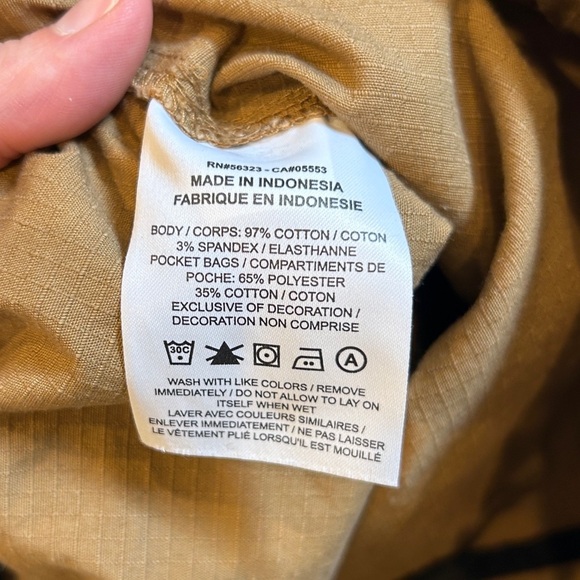 RN#56323 - CA#05553
MADE IN INDONESIA
FABRIQUE EN INDONESIE
BODY / CORPS: 97% COTTON / COTON
3% SPANDEX / ELASTHANNE
POCKET BAGS / COMPARTIMENTS DE
POCHE: 65% POLYESTER
35% COTTON / COTON
EXCLUSIVE OF DECORATION /
DECORATION NON COMPRISE
30C A
WASH WITH LIKE COLORS / REMOVE
IMMEDIATELY / DO NOT ALLOW TO LAY ON
ITSELF WHEN WET
LAVER AVEC COULEURS SIMILAIRES /
ENLEVER IMMÉDIATEMENT / NE PAS LAISSER
LE VÊTEMENT PLIÉ LORSQU'IL EST MOUILLÉ